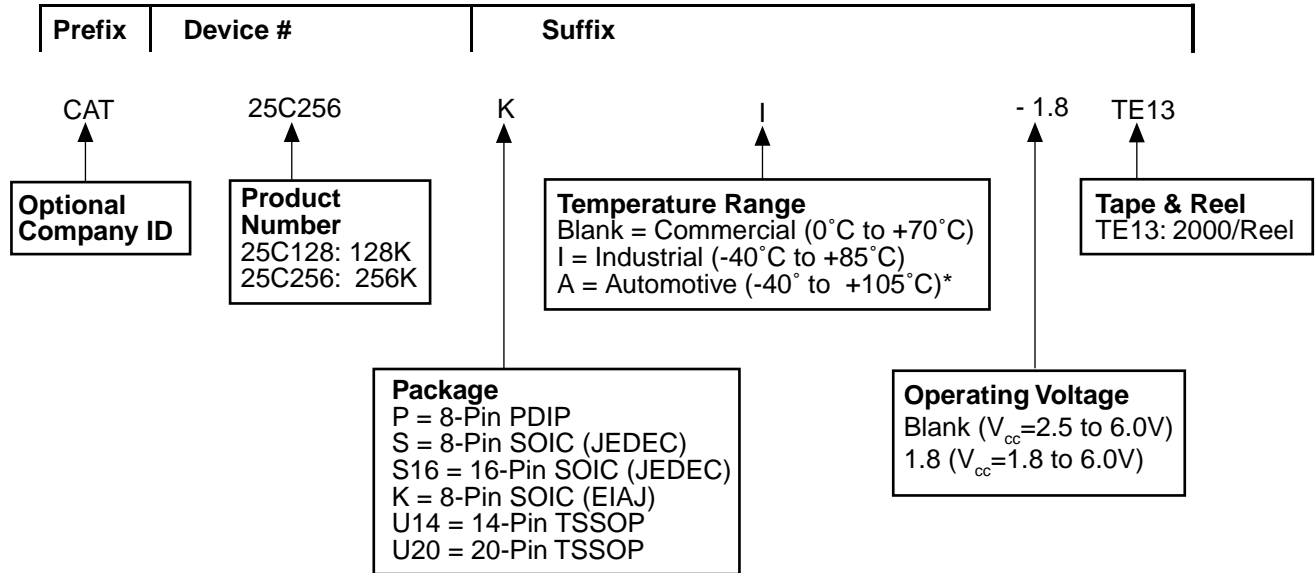 Prefix Device # Suffix
CAT 25C256 K I - 1.8 TE13
Optional
Company ID
Product
Number
25C128: 128K
25C256: 256K
Temperature Range
Blank = Commercial (0˚C to +70˚C)
I = Industrial (-40˚C to +85˚C)
A = Automotive (-40˚ to +105˚C)*
Tape & Reel
TE13: 2000/Reel
Package
P = 8-Pin PDIP
S = 8-Pin SOIC (JEDEC)
S16 = 16-Pin SOIC (JEDEC)
K = 8-Pin SOIC (EIAJ)
U14 = 14-Pin TSSOP
U20 = 20-Pin TSSOP
Operating Voltage
Blank (Vcc=2.5 to 6.0V)
1.8 (Vcc=1.8 to 6.0V)